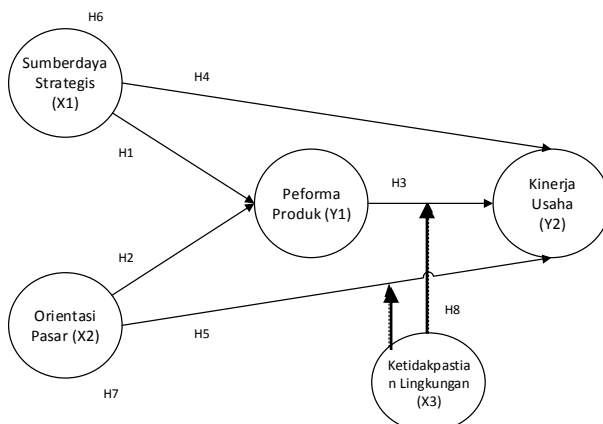 H6
Sumberdaya
Strategis
(X1)
H4
H1
Peforma
Produk (Y1)
H3
Kinerja
Usaha
(Y2)
H2
Orientasi
Pasar (X2)
H5
H8
H7
Ketidakpastia
n Lingkungan
(X3)